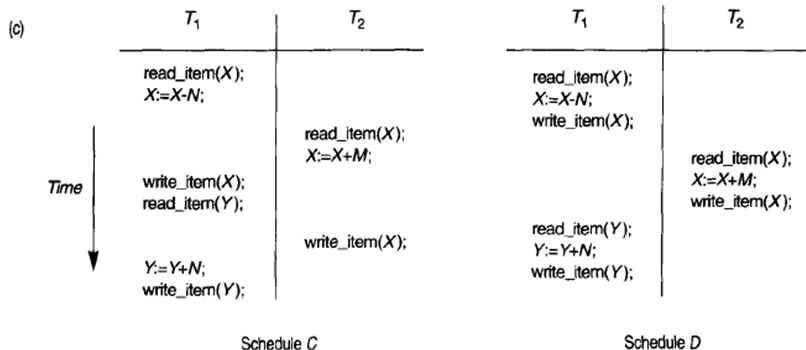 (c)
T1 T2
read_item(X);
X:=X-N;
read_item(X);
X:=X+M;
Time
write_item(X);
read_item(Y);
write_item(X);
Y:=Y+N;
write_item(Y);
Schedule C
T1 T2
read_item(X);
X:=X-N;
write_item(X);
read_item(X);
X:=X+M;
write_item(X);
read_item(Y);
Y:=Y+N;
write_item(Y);
Schedule D